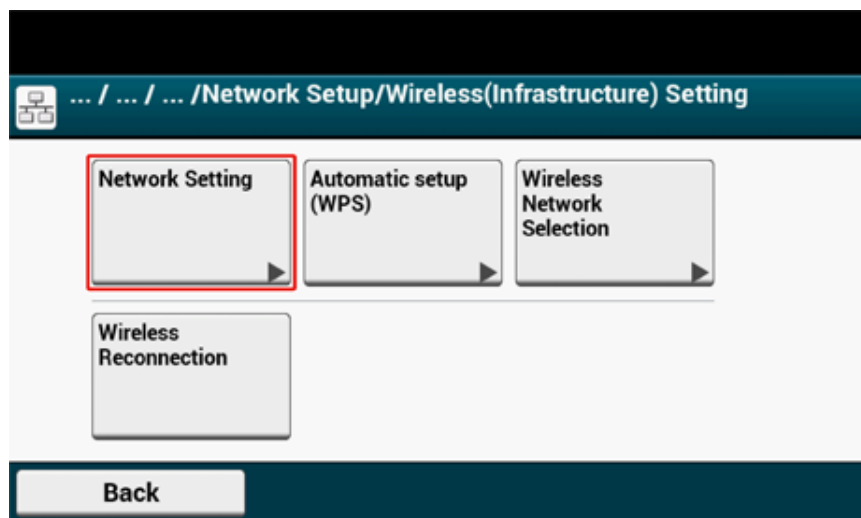 ... / ... / ... /Network Setup/Wireless(Infrastructure) Setting
Network Setting
Automatic setup
(WPS)
Wireless
Network
Selection
Wireless
Reconnection
Back